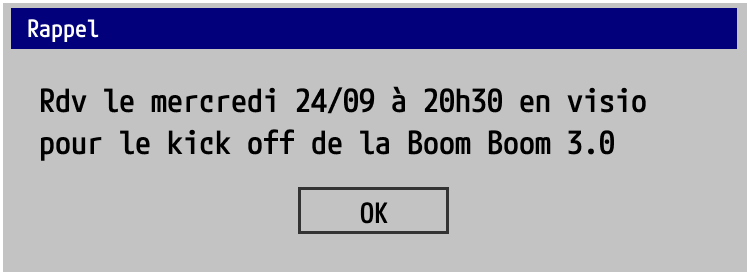 Rappel
Rdv le mercredi 24/09 à 20h30 en visio
pour le kick off de la Boom Boom 3.0
OK